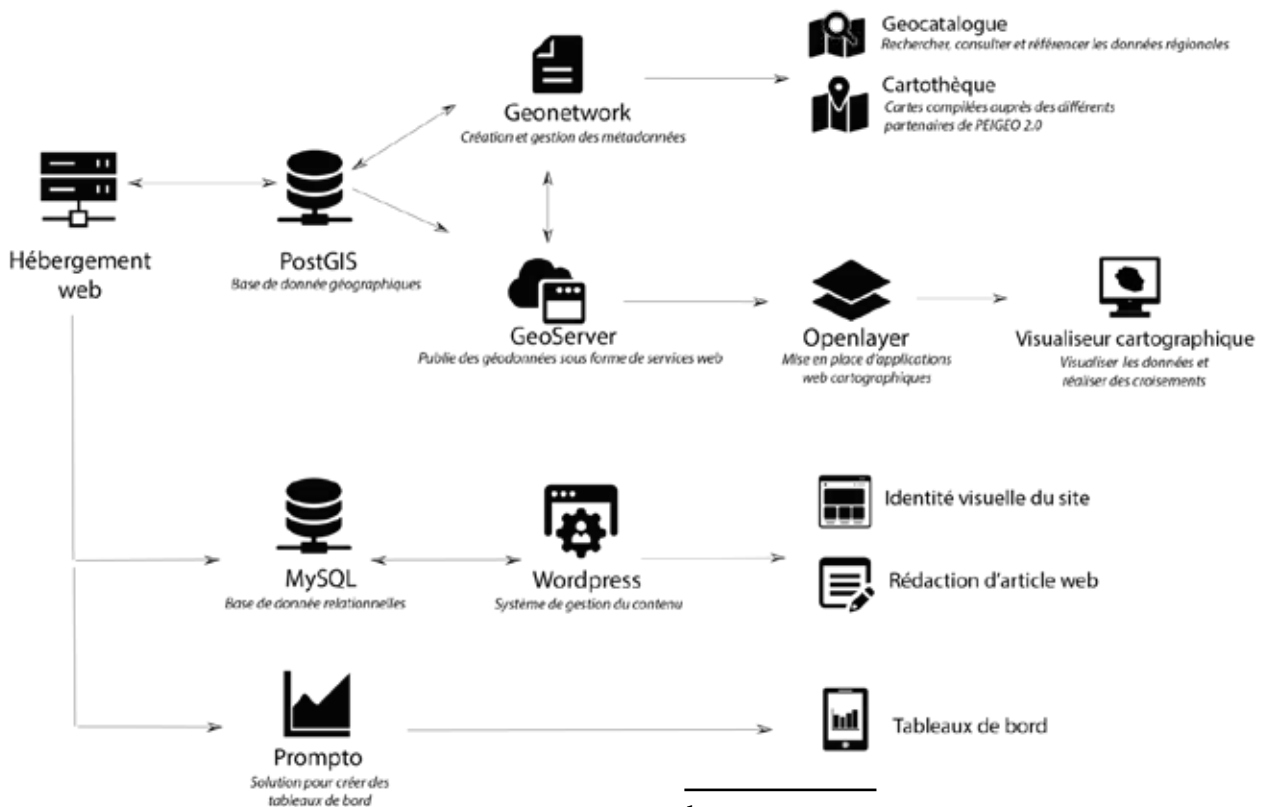 Geocatalogue
Rechercher, consulter et référencer les données régionales
Cartothèque
Cartes compilées auprès des différents
partenaires de PEIGEO 2.0
Geonetwork
Création et gestion des métadonnées
Hébergement
web
PostGIS
Base de donnée géographiques
GeoServer
Publie des géodonnées sous forme de services web
Openlayer
Mise en place d'applications
web cartographiques
Visualiseur cartographique
Visualiser les données et
réaliser des croisements
MySQL
Base de donnée relationnelles
Wordpress
Système de gestion du contenu
Identité visuelle du site
Rédaction d'article web
Prompto
Solution pour créer des
tableaux de bord
Tableaux de bord